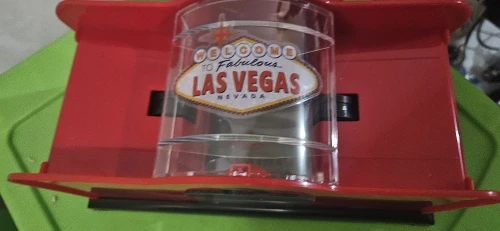 WELCOME
TO Fabulous
LAS VEGAS
NEVADA